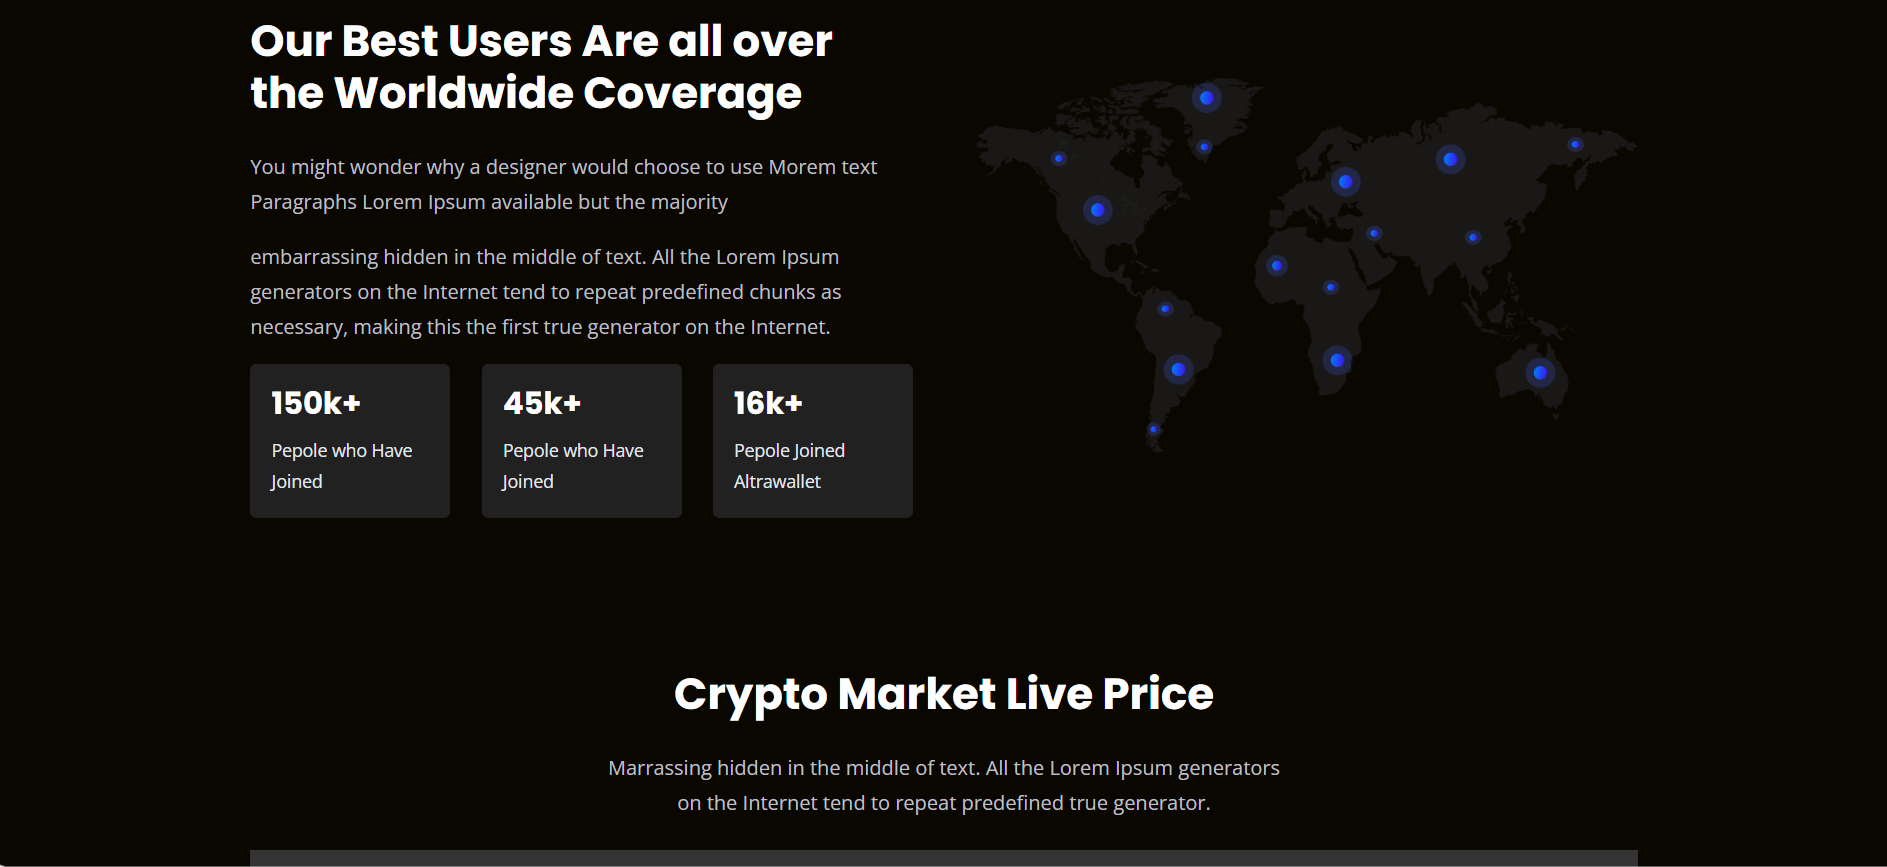 Our Best Users Are all over
the Worldwide Coverage
You might wonder why a designer would choose to use Morem text
Paragraphs Lorem Ipsum available but the majority
embarrassing hidden in the middle of text. All the Lorem Ipsum
generators on the Internet tend to repeat predefined chunks as
necessary, making this the first true generator on the Internet.
150k+
Pepole who Have
Joined
45k+
Pepole who Have
Joined
16k+
Pepole Joined
Altrawallet
Crypto Market Live Price
Marrassing hidden in the middle of text. All the Lorem Ipsum generators
on the Internet tend to repeat predefined true generator.